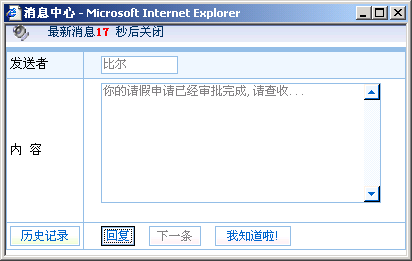 消息中心 - Microsoft Internet Explorer
最新消息17 秒后关闭
发送者 比尔
你的请假申请已经审批完成,请查收...
内 容
历史记录 回复 下一条 我知道啦!